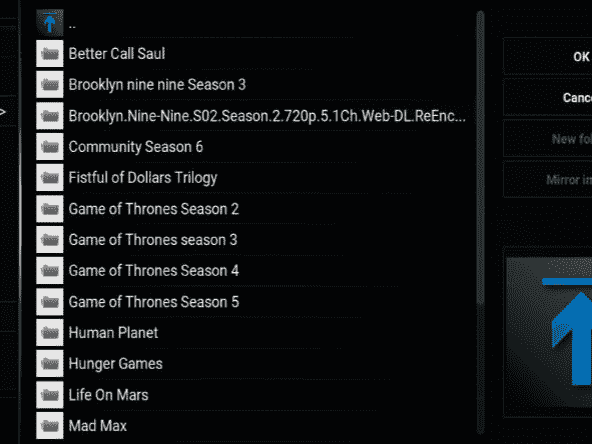 ..
Better Call Saul
Brooklyn nine nine Season 3
Brooklyn.Nine-Nine.S02.Season.2.720p.5.1Ch.Web-DL.ReEnc...
Community Season 6
Fistful of Dollars Trilogy
Game of Thrones Season 2
Game of Thrones season 3
Game of Thrones Season 4
Game of Thrones Season 5
Human Planet
Hunger Games
Life On Mars
Mad Max
>
OK
Cance
New fol
Mirror im